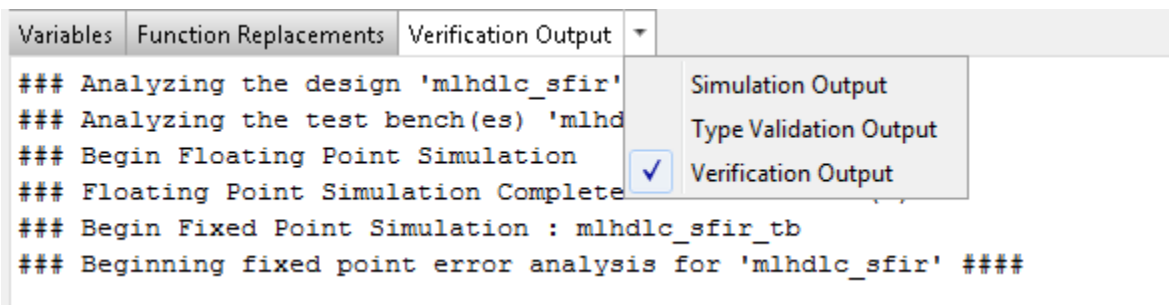 Variables Function Replacements Verification Output
### Analyzing the design 'mlhdlc_sfir'
Simulation Output
### Analyzing the test bench(es) 'mlhd
Type Validation Output
### Begin Floating Point Simulation
Verification Output
### Floating Point Simulation Complete
### Begin Fixed Point Simulation : mlhdlc_sfir_tb
### Beginning fixed point error analysis for 'mlhdlc_sfir' ####